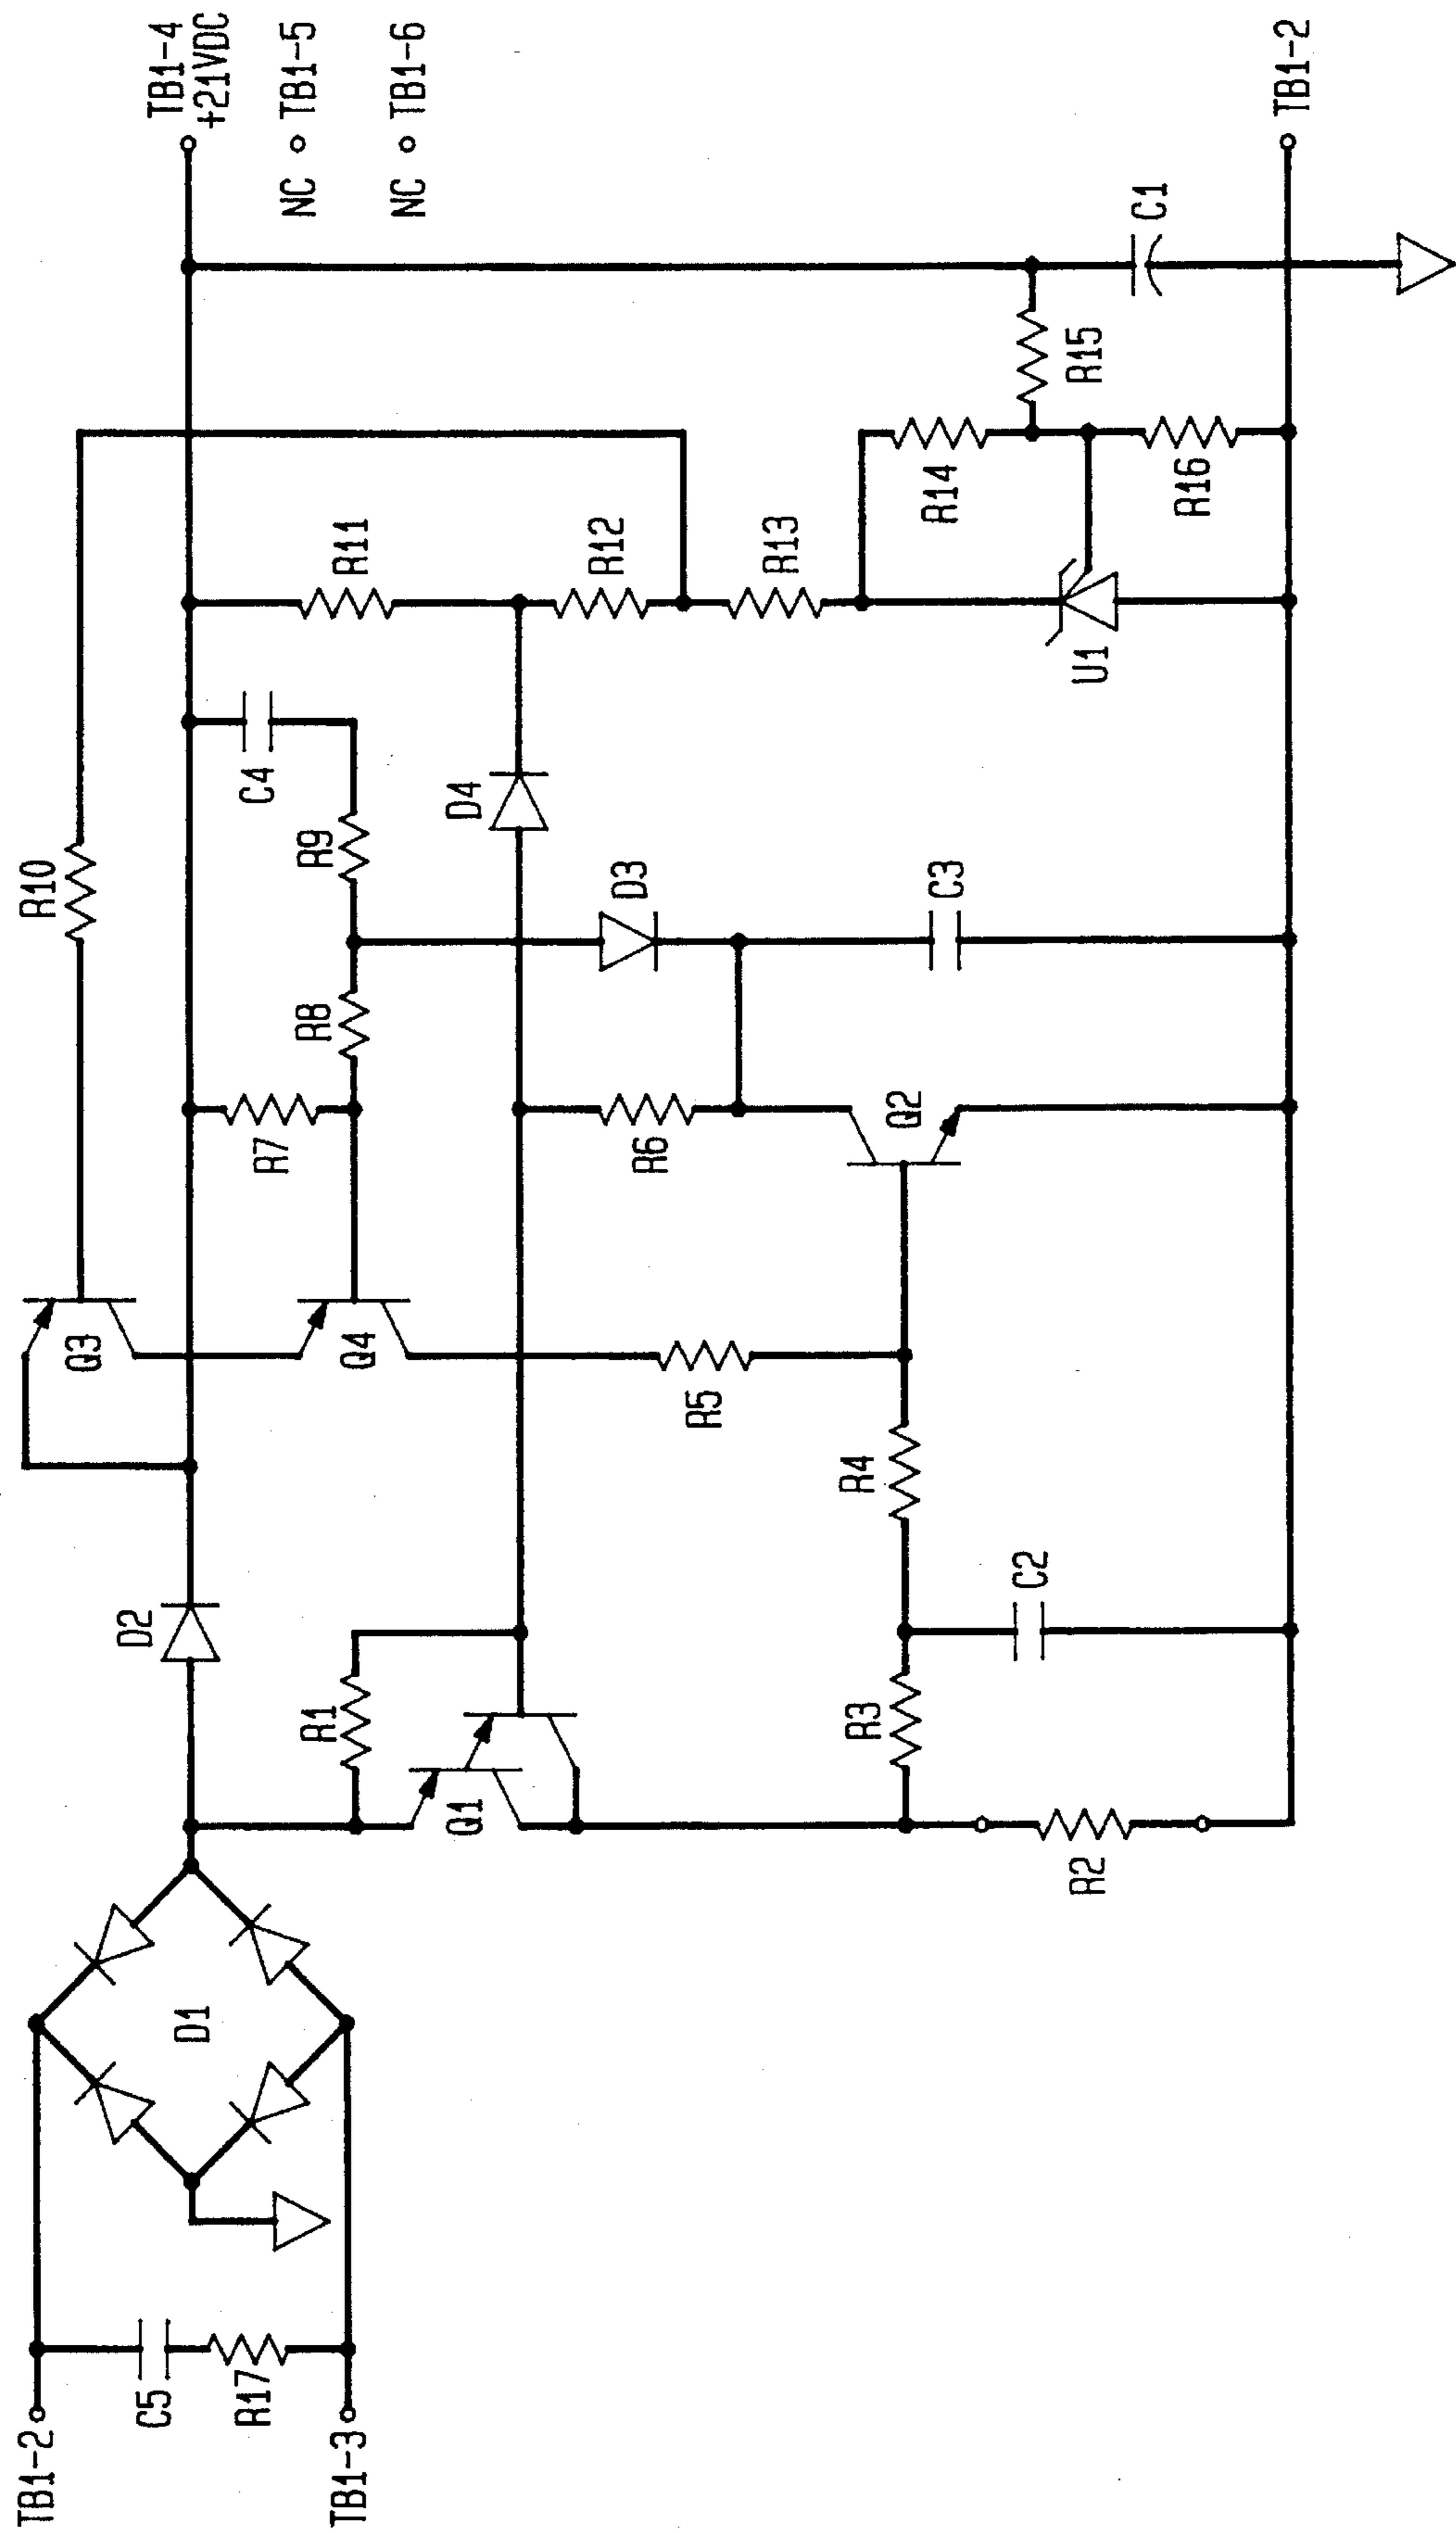 TB1-2
TB1-3
C5
R17
D1
D2
R1
Q1
R2
R3
C2
R4
R5
Q3
Q4
R7
R8
R6
Q2
R10
R9
C4
D3
D4
C3
R11
R12
R13
U1
R14
R15
R16
C1
TB1-4
+21VDC
NC TB1-5
NC TB1-6
TB1-2